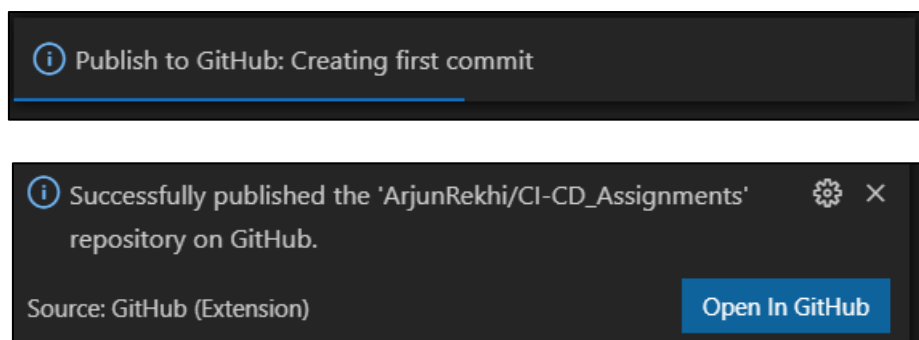 Publish to GitHub: Creating first commit
Successfully published the 'ArjunRekhi/CI-CD_Assignments'
repository on GitHub.
Source: GitHub (Extension)
Open In GitHub